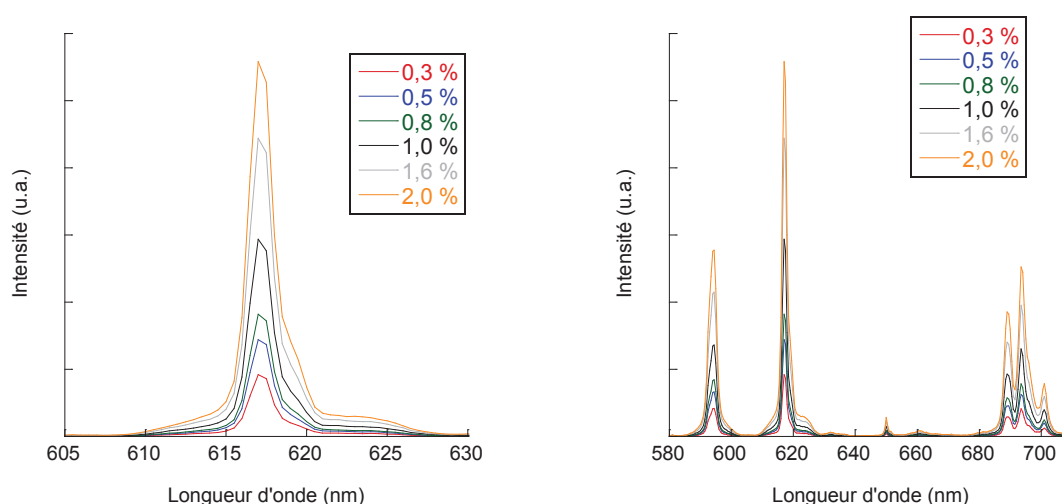 Intensité (u.a.)
0,3 %
0,5 %
0,8 %
1,0 %
1,6 %
2,0 %
605 610 615 620 625 630
Longueur d'onde (nm)
Intensité (u.a.)
0,3 %
0,5 %
0,8 %
1,0 %
1,6 %
2,0 %
580 600 620 640 660 680 700
Longueur d'onde (nm)